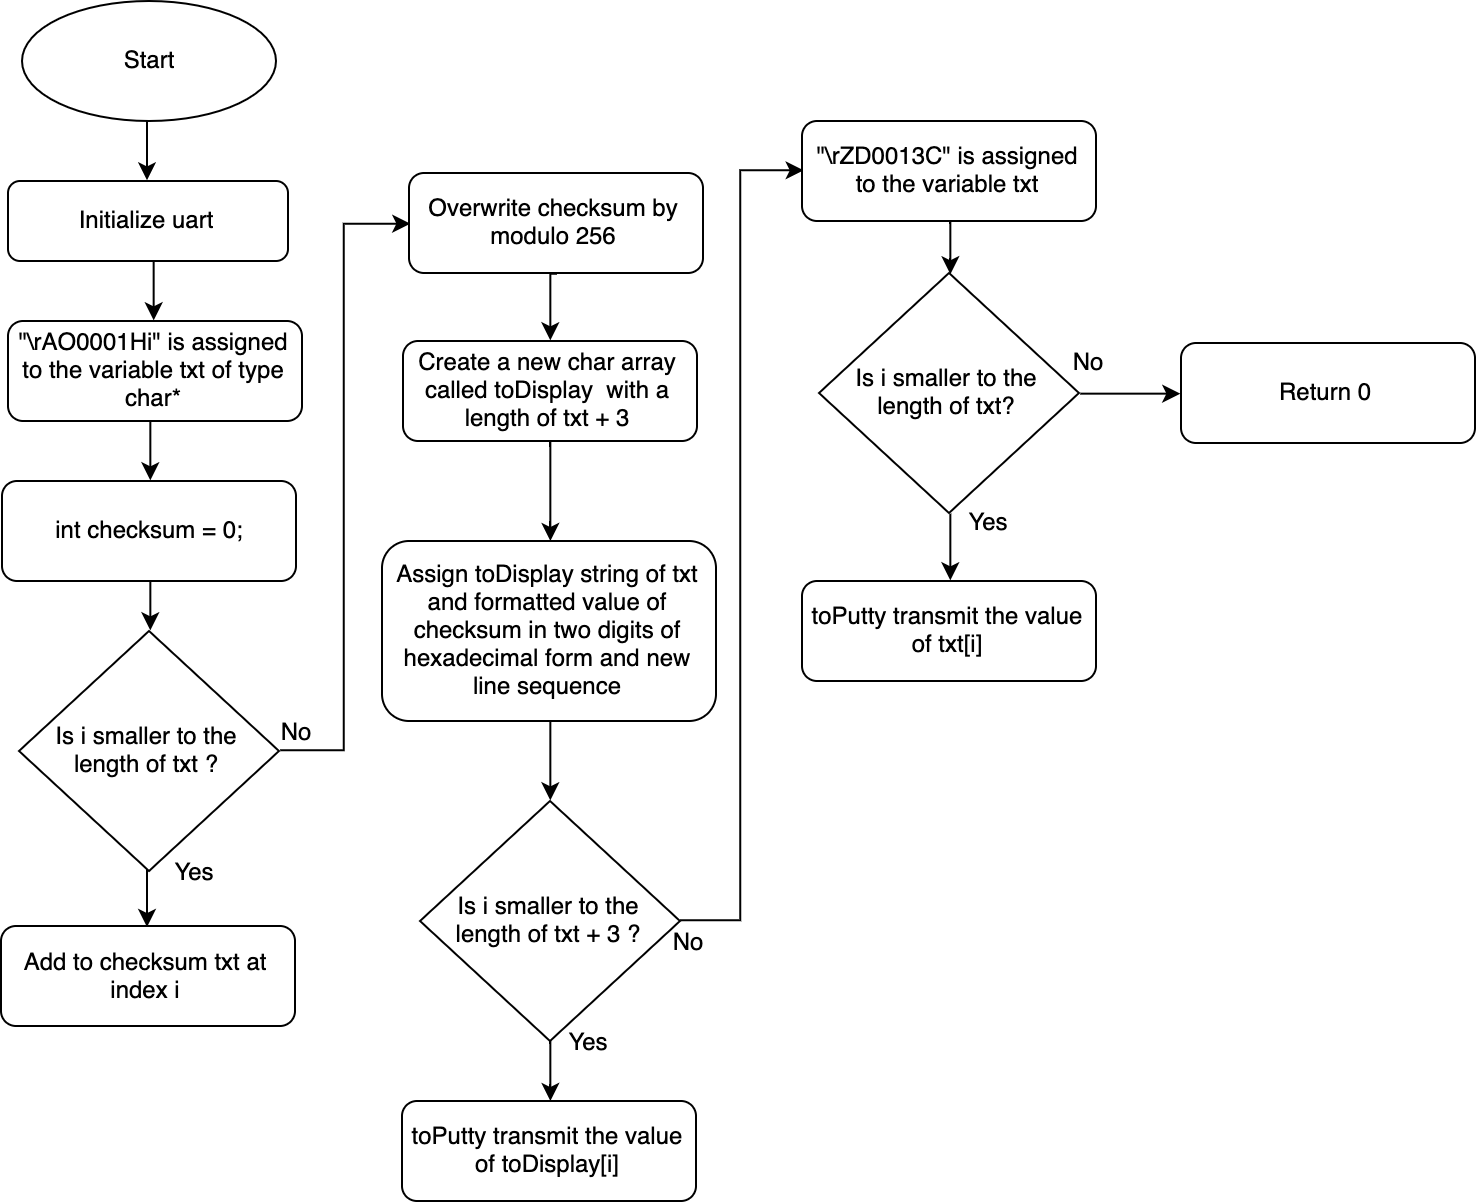 Start
Initialize uart
"\rAO0001Hi" is assigned
to the variable txt of type
char*
int checksum = 0;
Is i smaller to the
length of txt ?
No
Yes
Add to checksum txt at
index i
Overwrite checksum by
modulo 256
Create a new char array
called toDisplay  with a
length of txt + 3
Assign toDisplay string of txt
and formatted value of
checksum in two digits of
hexadecimal form and new
line sequence
Is i smaller to the
length of txt + 3 ?
No
Yes
toPutty transmit the value
of toDisplay[i]
"\rZD0013C" is assigned
to the variable txt
Is i smaller to the
length of txt?
No
Yes
Return 0
toPutty transmit the value
of txt[i]